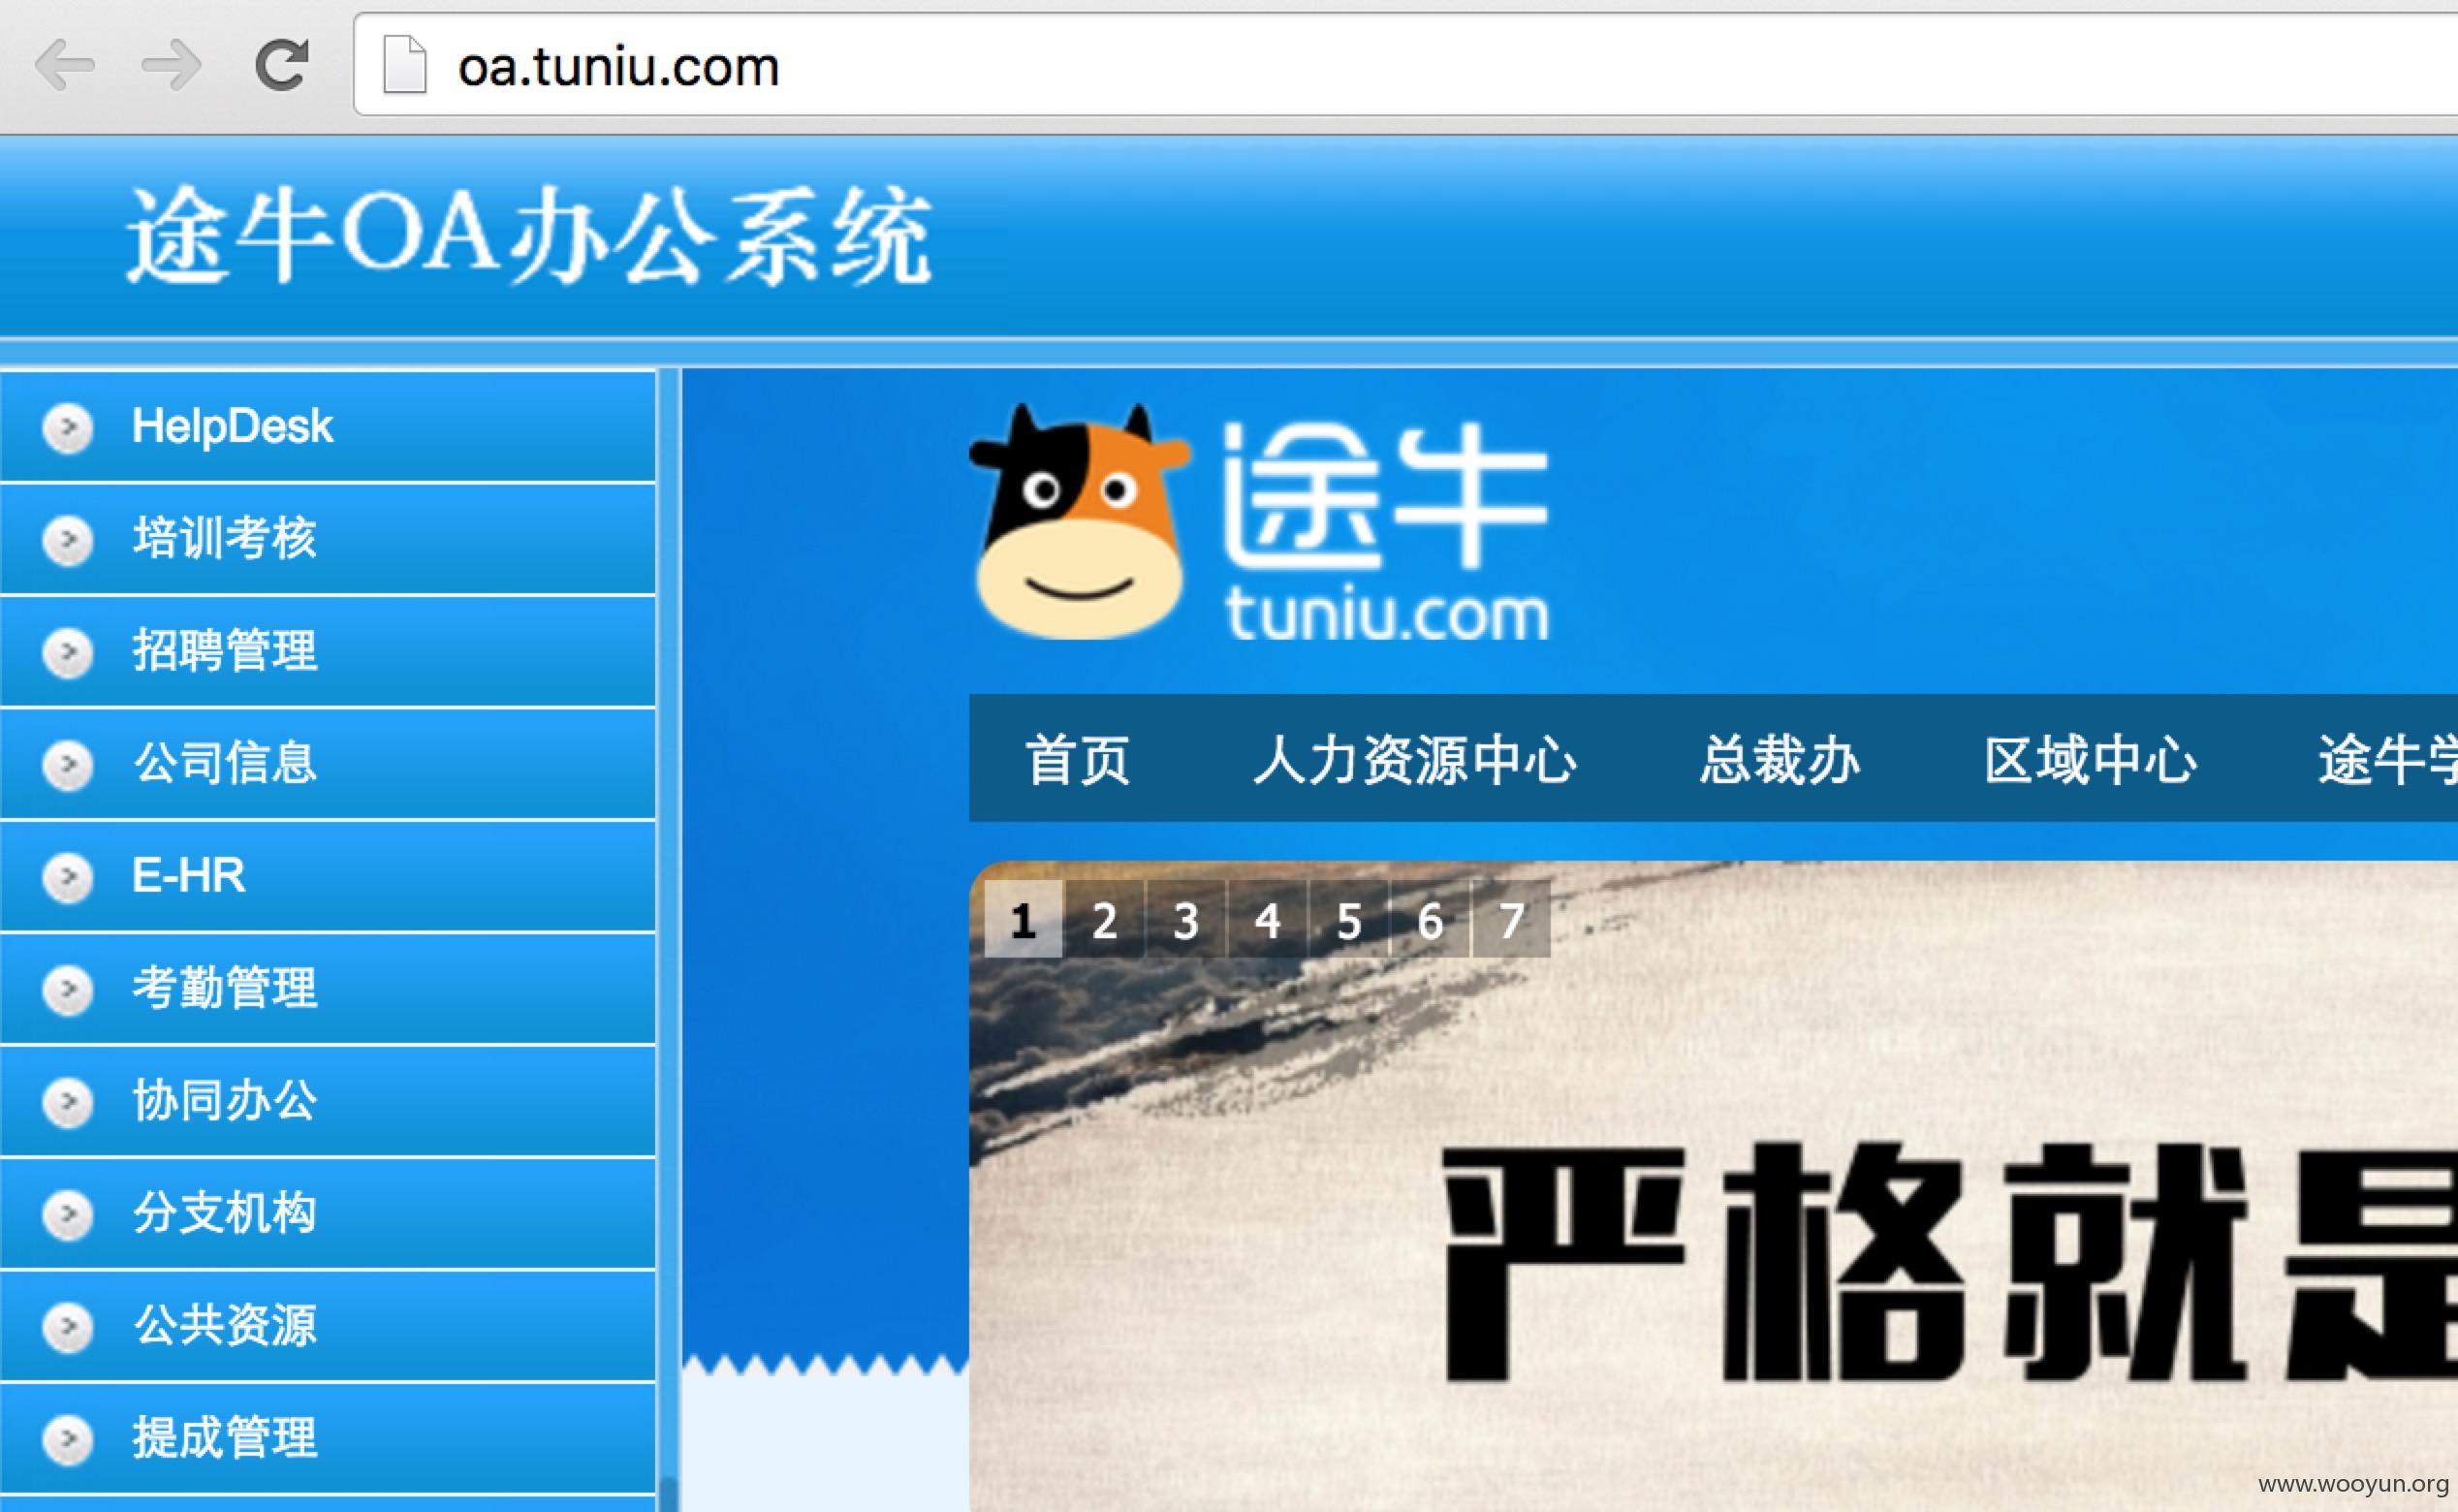 oa.tuniu.com
途牛OA办公系统
HelpDesk
培训考核
招聘管理
公司信息
E-HR
考勤管理
协同办公
分支机构
公共资源
提成管理
途牛
tuniu.com
首页 人力资源中心 总裁办 区域中心 途牛学
1 2 3 4 5 6 7
严格就是
www.wooyun.org